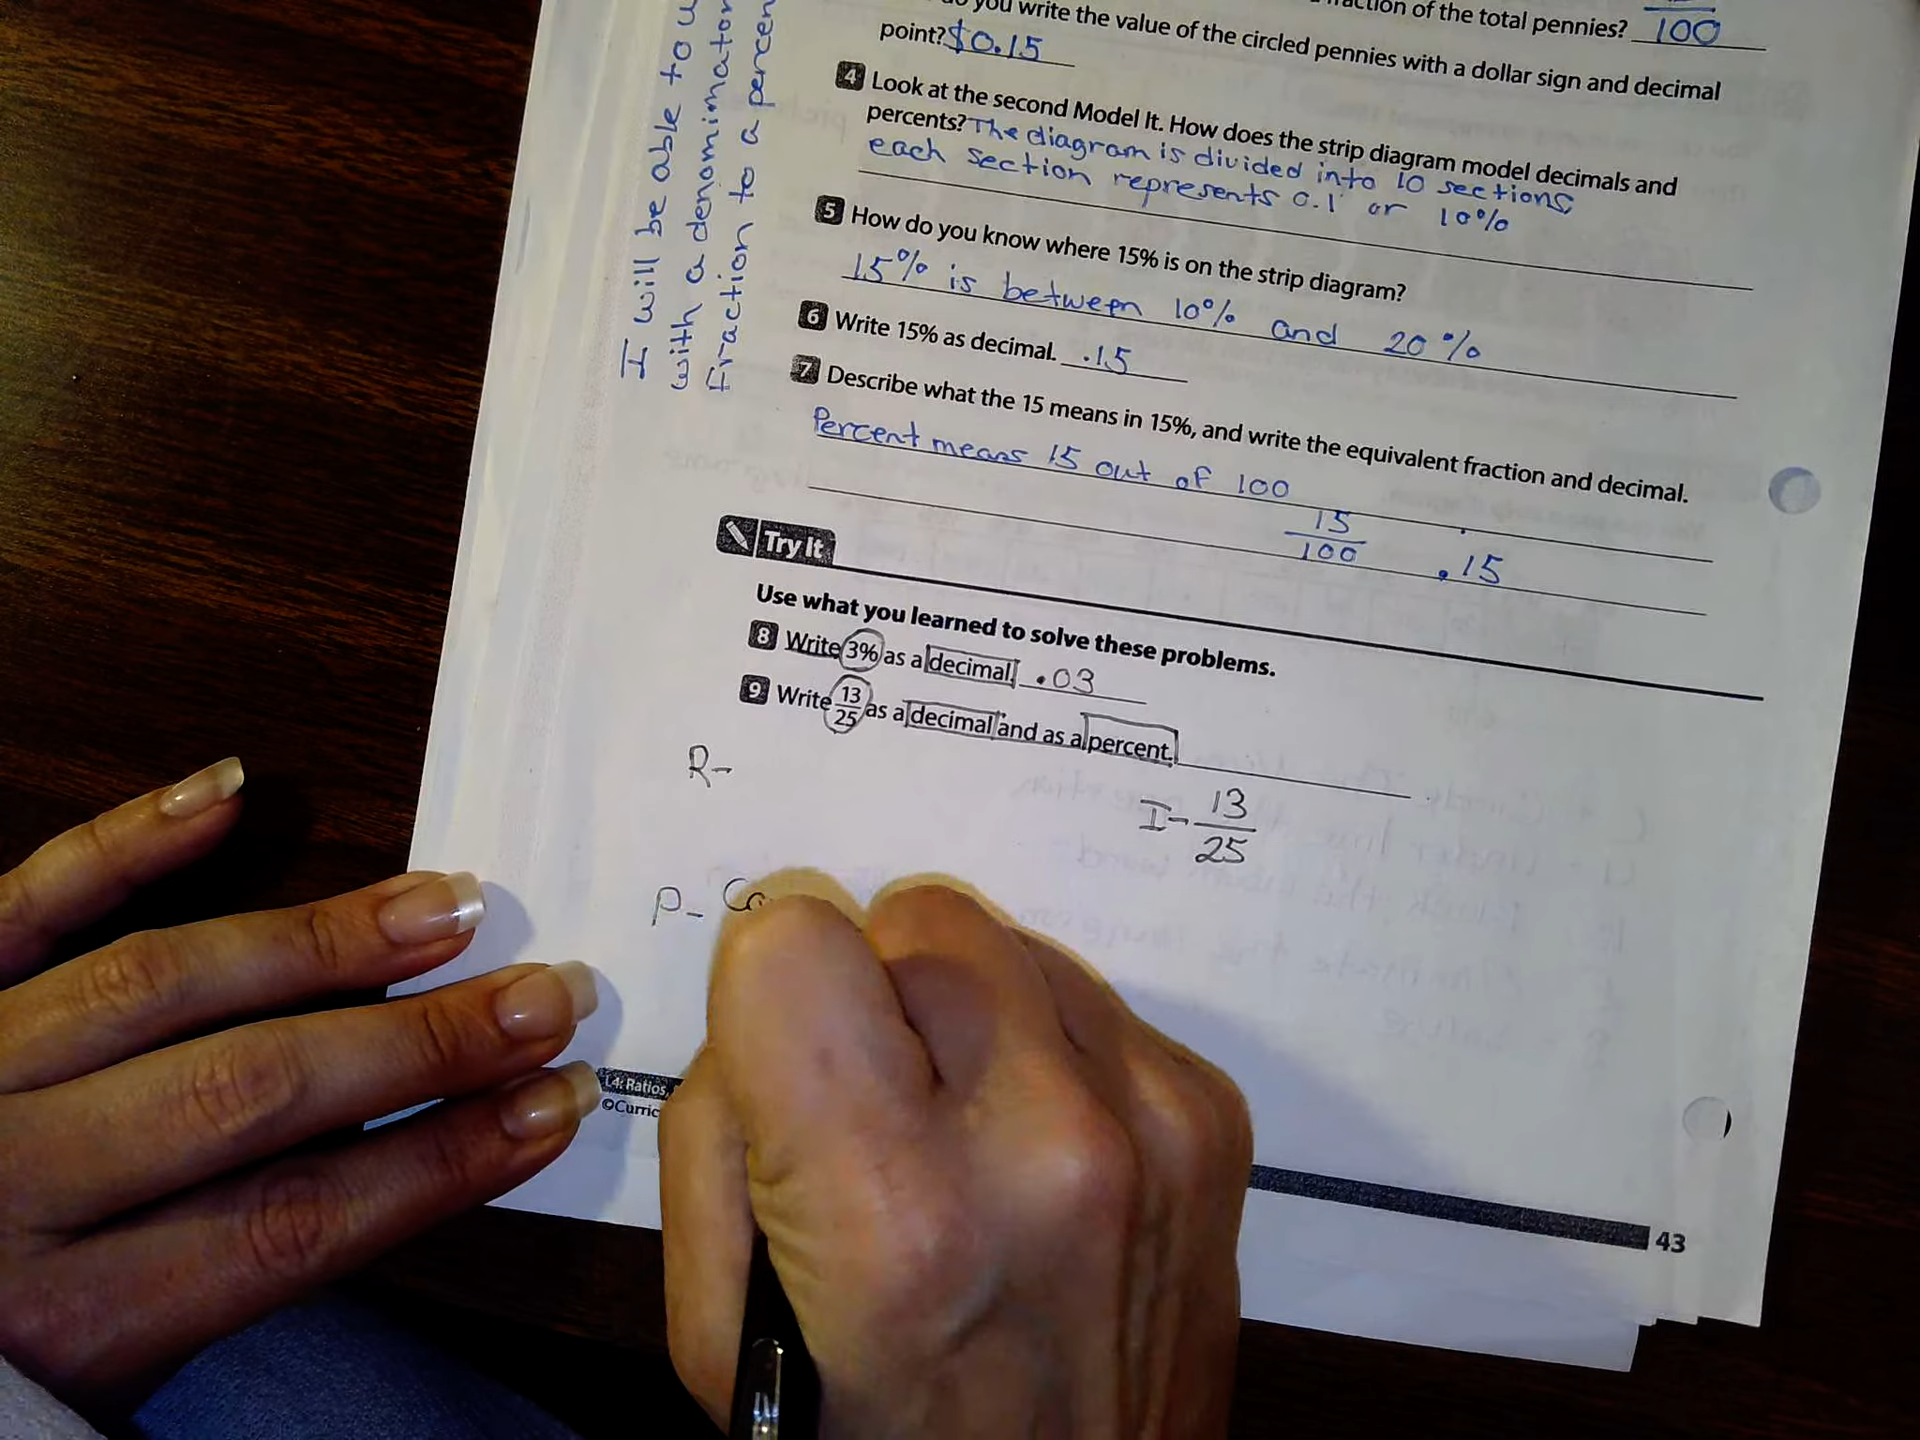 action of the total pennies? 100
do you write the value of the circled pennies with a dollar sign and decimal
point? $0.15
4 Look at the second Model It. How does the strip diagram model decimals and
percents? The diagram is divided into 10 sections
each section represents 0.1 or 10%
5 How do you know where 15% is on the strip diagram?
15% is between 10% and 20%
6 Write 15% as decimal. .15
7 Describe what the 15 means in 15%, and write the equivalent fraction and decimal.
Percent means 15 out of 100
15/100 .15
Try It
Use what you learned to solve these problems.
8 Write 3% as a decimal. .03
9 Write 13/25 as a decimal and as a percent.
R-
I- 13/25
P- Co
L4: Ratios,
©Curric
43
I will be able to
with a denominator
fraction to a percen